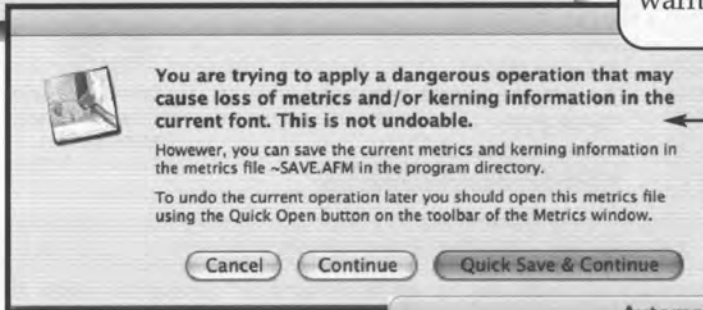 want
You are trying to apply a dangerous operation that may
cause loss of metrics and/or kerning information in the
current font. This is not undoable.
Howewer, you can save the current metrics and kerning information in
the metrics file ~SAVE.AFM in the program directory.
To undo the current operation later you should open this metrics file
using the Quick Open button on the toolbar of the Metrics window.
Cancel Continue Quick Save & Continue